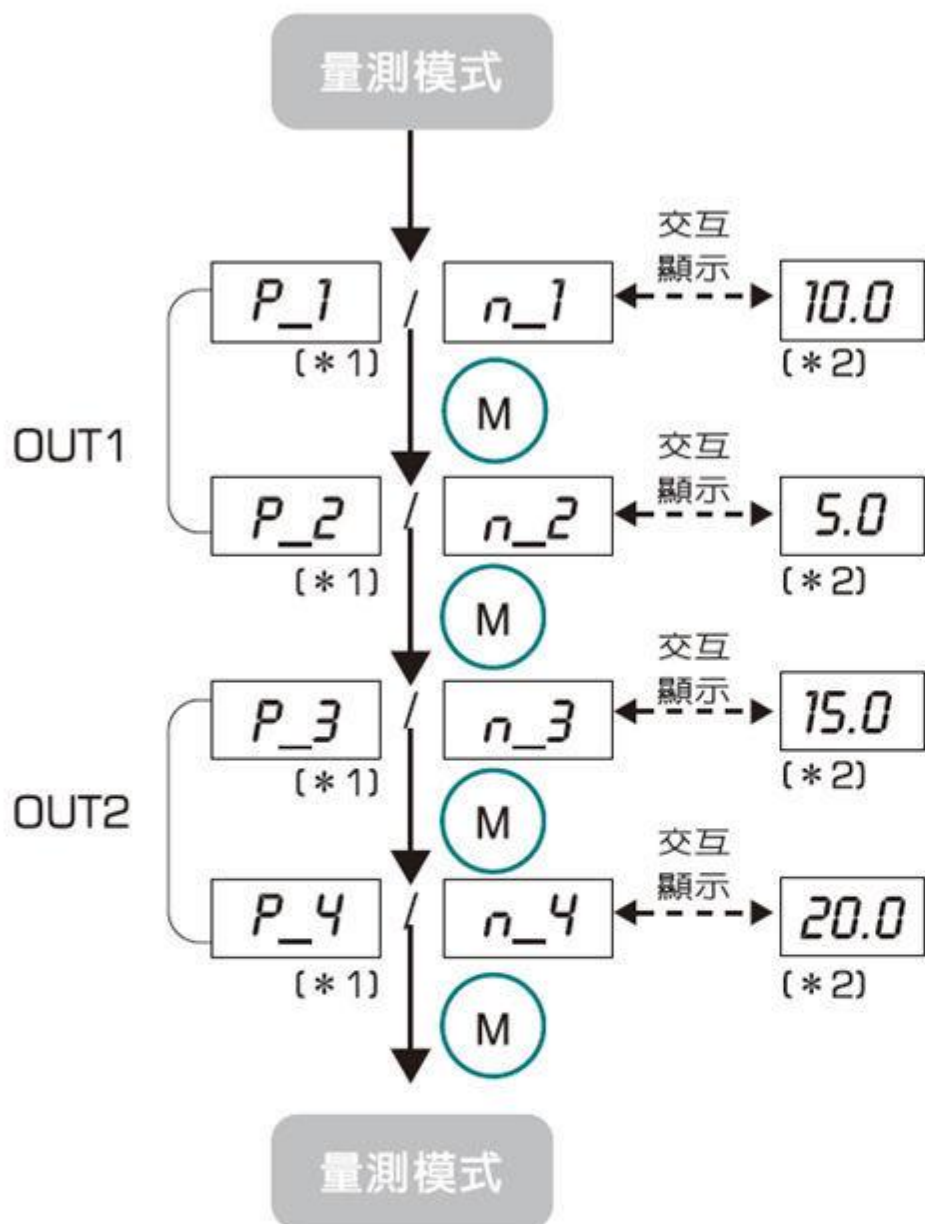 量測模式
交互
顯示
P_1 / n_1 10.0
(*1) (*2)
M
OUT1
交互
顯示
P_2 / n_2 5.0
(*1) (*2)
M
交互
顯示
P_3 / n_3 15.0
(*1) (*2)
M
OUT2
交互
顯示
P_4 / n_4 20.0
(*1) (*2)
M
量測模式